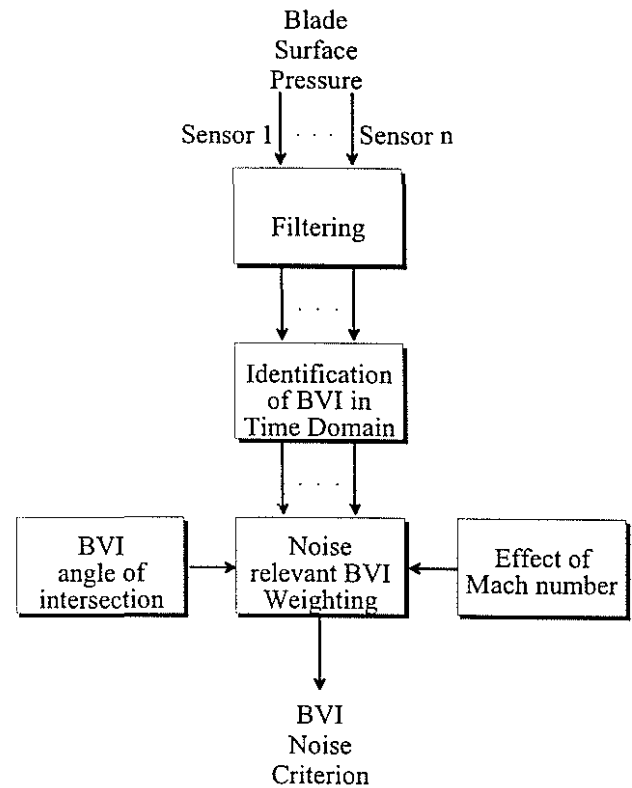 Blade
Surface
Pressure
Sensor 1 . . . Sensor n
Filtering
. . .
Identification
of BVI in
Time Domain
. . .
BVI
angle of
intersection
Noise
relevant BVI
Weighting
Effect of
Mach number
BVI
Noise
Criterion